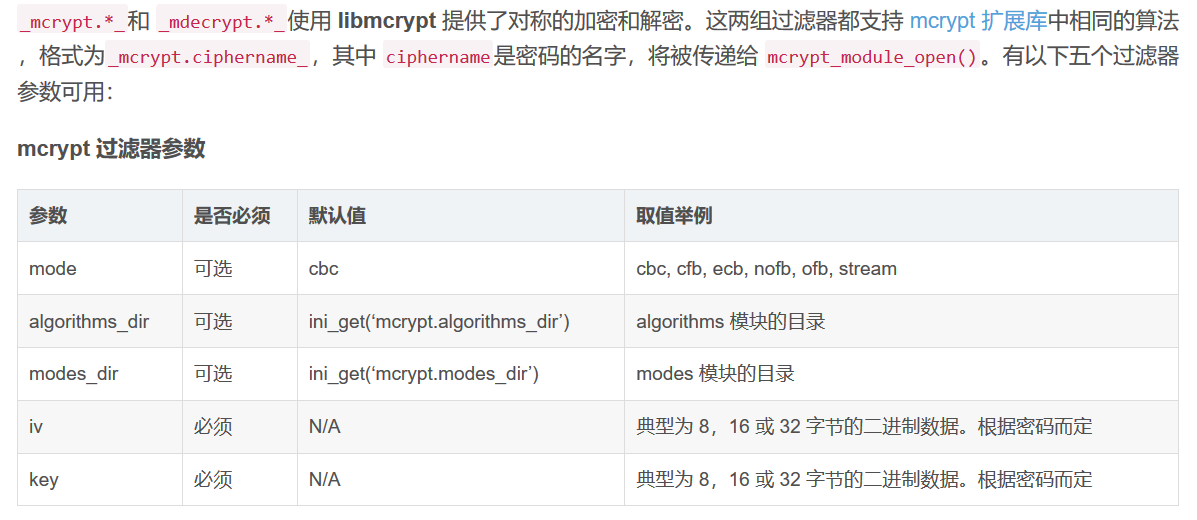 _mcrypt.*_和 _mdecrypt.*_使用 libmcrypt 提供了对称的加密和解密。这两组过滤器都支持 mcrypt 扩展库中相同的算法
，格式为_mcrypt.ciphername_，其中 ciphername是密码的名字，将被传递给 mcrypt_module_open()。有以下五个过滤器
参数可用：
mcrypt 过滤器参数
参数 是否必须 默认值 取值举例
mode 可选 cbc cbc, cfb, ecb, nofb, ofb, stream
algorithms_dir 可选 ini_get(‘mcrypt.algorithms_dir’) algorithms 模块的目录
modes_dir 可选 ini_get(‘mcrypt.modes_dir’) modes 模块的目录
iv 必须 N/A 典型为 8，16 或 32 字节的二进制数据。根据密码而定
key 必须 N/A 典型为 8，16 或 32 字节的二进制数据。根据密码而定